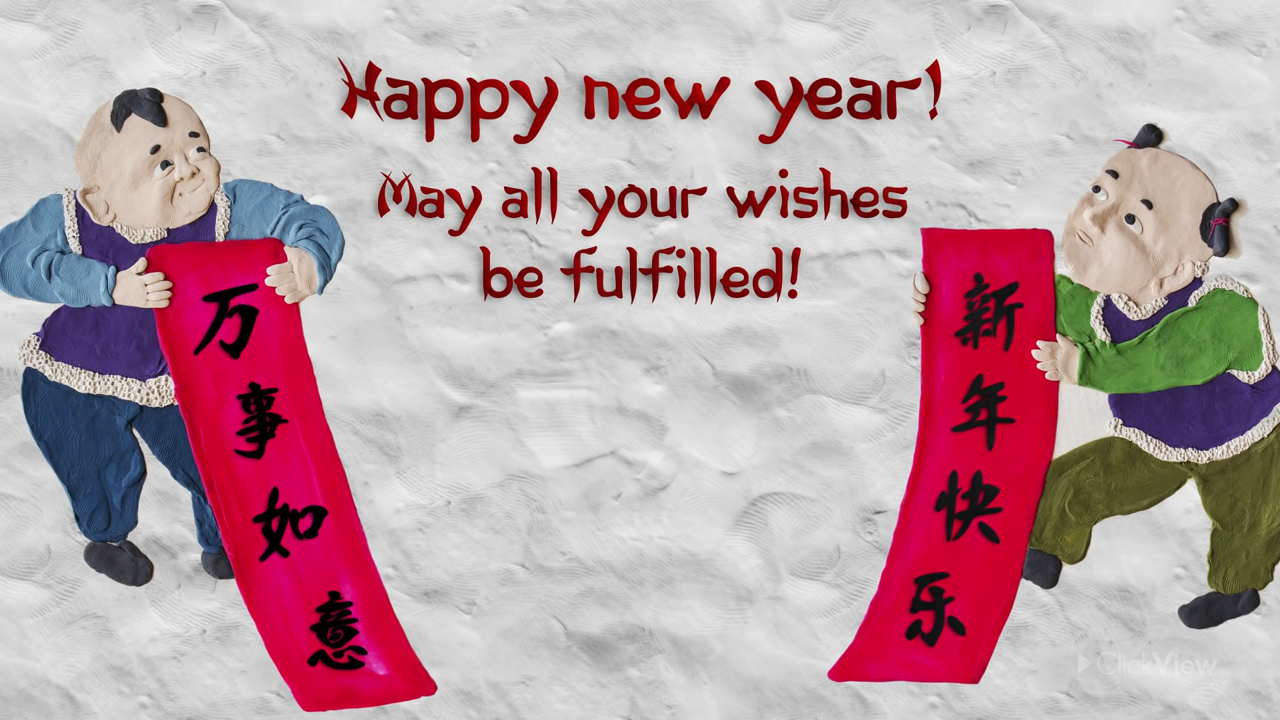 Happy new year!
May all your wishes
be fulfilled!
万事如意
新年快乐
ClickView